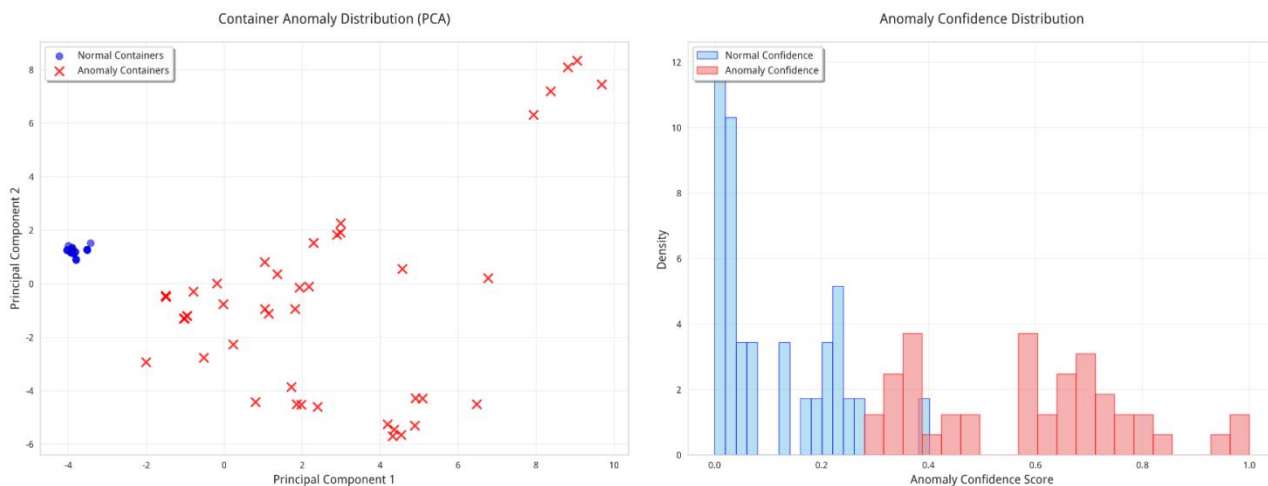 Container Anomaly Distribution (PCA)
Normal Containers
Anomaly Containers
Principal Component 2
8
6
4
2
0
-2
-4
-6
-4
-2
0
2
4
6
8
10
Principal Component 1
Anomaly Confidence Distribution
Normal Confidence
Anomaly Confidence
Density
12
10
8
6
4
2
0
0.0
0.2
0.4
0.6
0.8
1.0
Anomaly Confidence Score